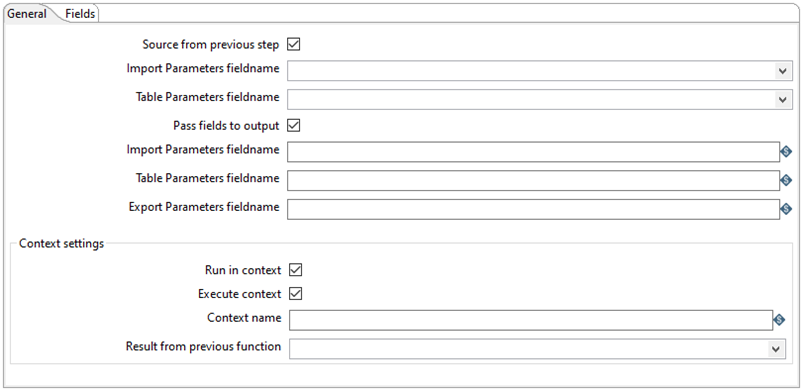 General Fields
Source from previous step
Import Parameters fieldname
Table Parameters fieldname
Pass fields to output
Import Parameters fieldname
Table Parameters fieldname
Export Parameters fieldname
Context settings
Run in context
Execute context
Context name
Result from previous function